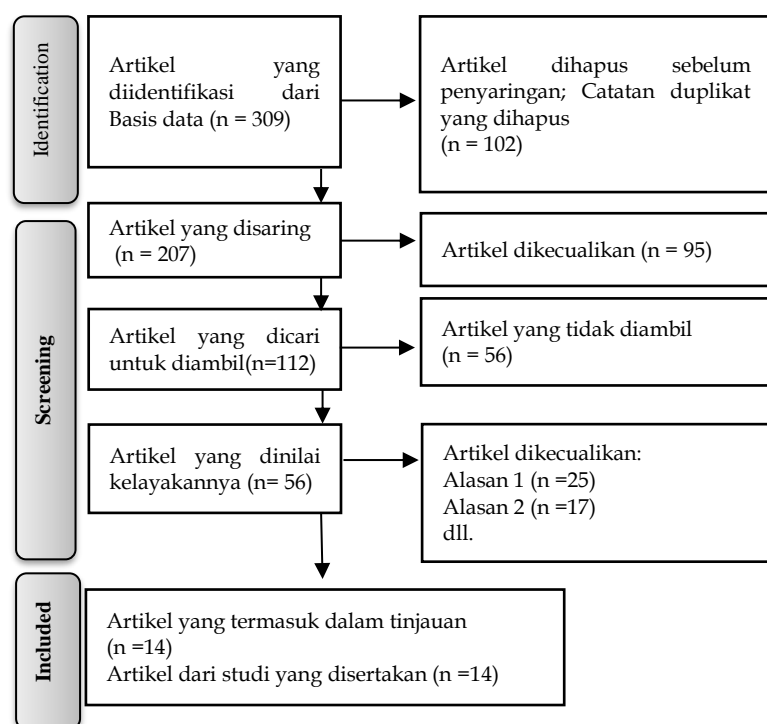 Identification
Artikel yang
diidentifikasi dari
Basis data (n = 309)
Artikel dihapus sebelum
penyaringan; Catatan duplikat
yang dihapus
(n = 102)
Screening
Artikel yang disaring
(n = 207)
Artikel dikecualikan (n = 95)
Artikel yang dicari
untuk diambil(n=112)
Artikel yang tidak diambil
(n = 56)
Artikel yang dinilai
kelayakannya (n= 56)
Artikel dikecualikan:
Alasan 1 (n =25)
Alasan 2 (n =17)
dll.
Included
Artikel yang termasuk dalam tinjauan
(n =14)
Artikel dari studi yang disertakan (n =14)